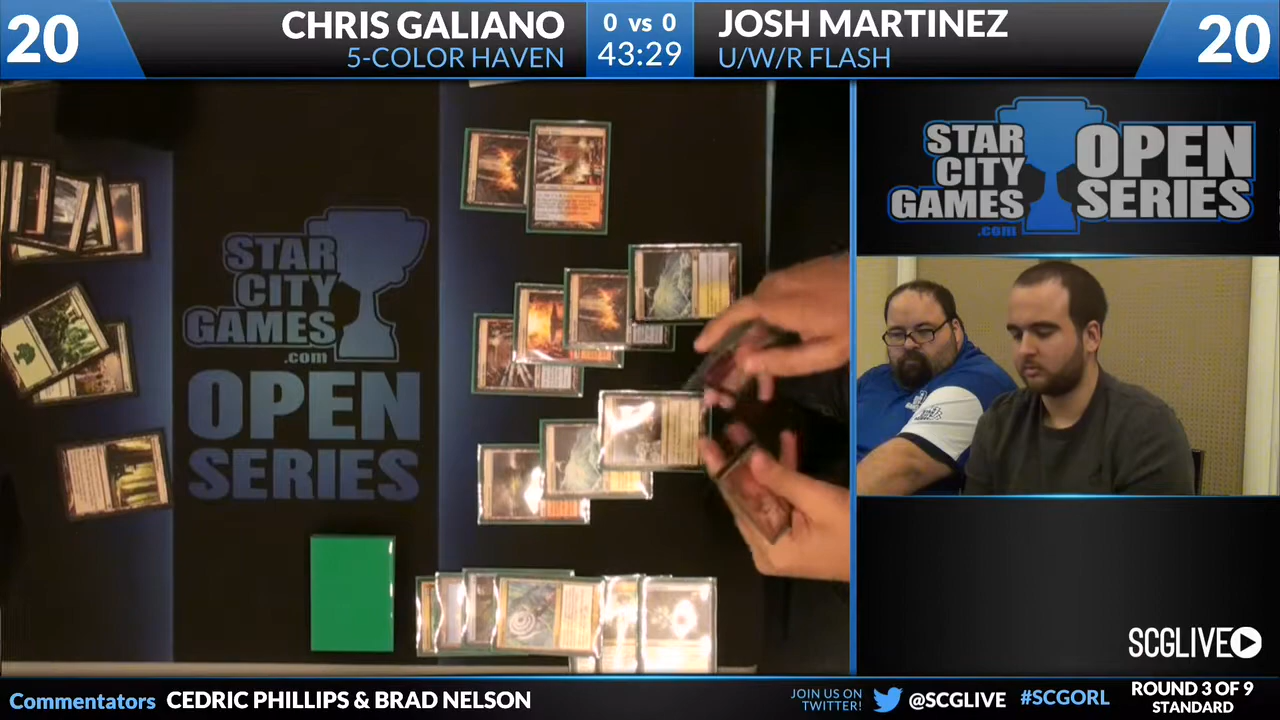 20
CHRIS GALIANO
5-COLOR HAVEN
0 vs 0
43:29
JOSH MARTINEZ
U/W/R FLASH
20
STAR
CITY
GAMES
.com
OPEN
SERIES
STAR
CITY
GAMES
.com
OPEN
SERIES
SCGLIVE
Commentators CEDRIC PHILLIPS & BRAD NELSON
JOIN US ON
TWITTER!
@SCGLIVE
#SCGORL
ROUND 3 OF 9
STANDARD